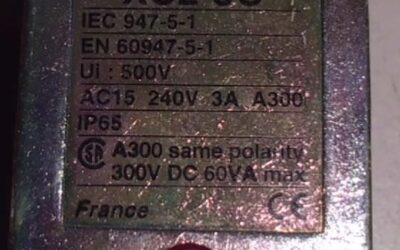 IEC 947-5-1
EN 60947-5-1
Ui : 500V
AC15 240V 3A A300
IP65
A300 same polarity
300V DC 60VA max
France CE